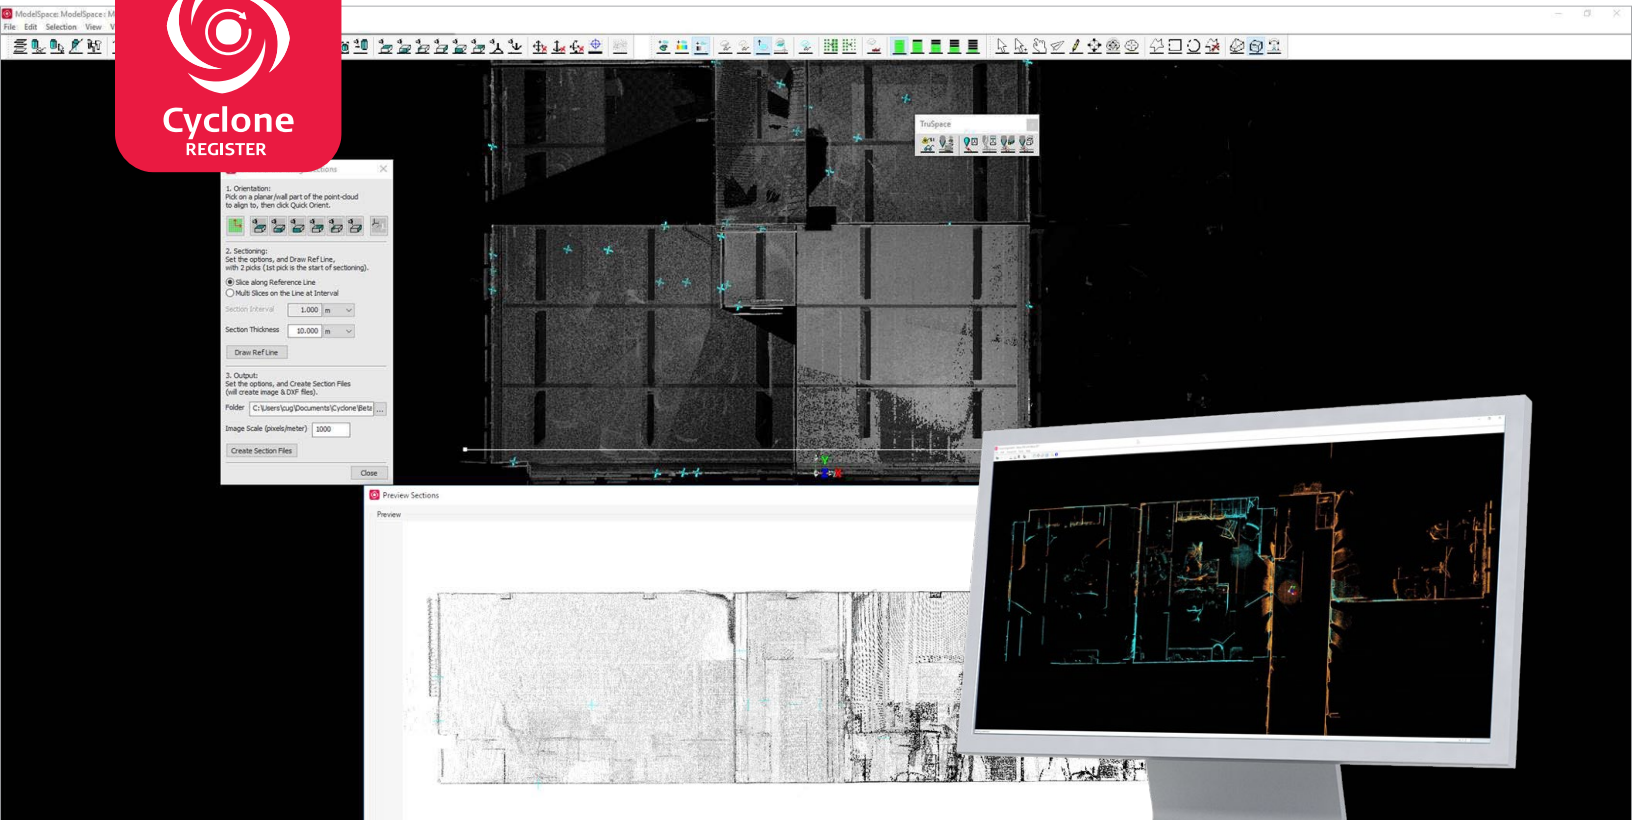 ModelSpace: ModelSpace : M
File Edit Selection View
Cyclone
REGISTER
TruSpace
1. Orientation:
Pick on a planar/wall part of the point-cloud
to align to, then click Quick Orient.
2. Sectioning:
Set the options, and Draw Ref Line,
with 2 picks (1st pick is the start of sectioning).
Slice along Reference Line
Multi Slices on the Line at Interval
Section Interval 1.000 m
Section Thickness 10.000 m
Draw Ref Line
3. Output:
Set the options, and Create Section Files
(will create image & DXF files).
Folder C:\Users\cug\Documents\Cyclone\Beta ...
Image Scale (pixels/meter) 1000
Create Section Files
Close
Y
X
Preview Sections
Preview